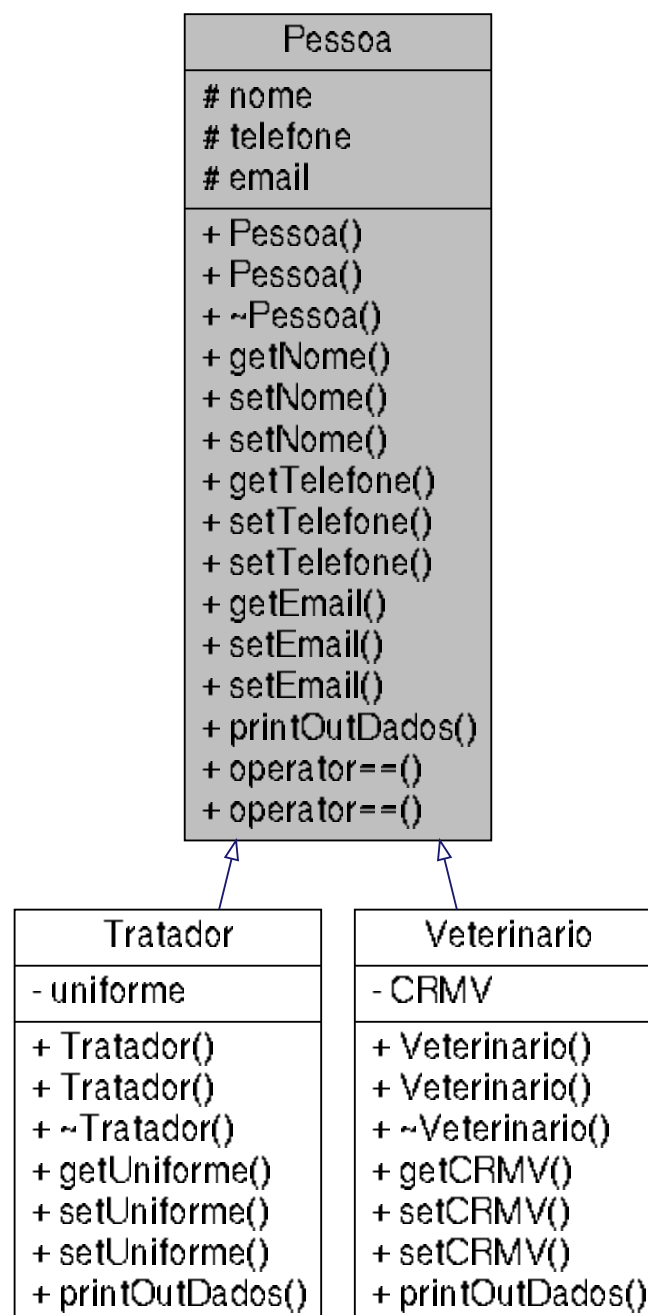 Pessoa
# nome
# telefone
# email
+ Pessoa()
+ Pessoa()
+ ~Pessoa()
+ getNome()
+ setNome()
+ setNome()
+ getTelefone()
+ setTelefone()
+ setTelefone()
+ getEmail()
+ setEmail()
+ setEmail()
+ printOutDados()
+ operator==()
+ operator==()
Tratador
- uniforme
+ Tratador()
+ Tratador()
+ ~Tratador()
+ getUniforme()
+ setUniforme()
+ setUniforme()
+ printOutDados()
Veterinario
- CRMV
+ Veterinario()
+ Veterinario()
+ ~Veterinario()
+ getCRMV()
+ setCRMV()
+ setCRMV()
+ printOutDados()